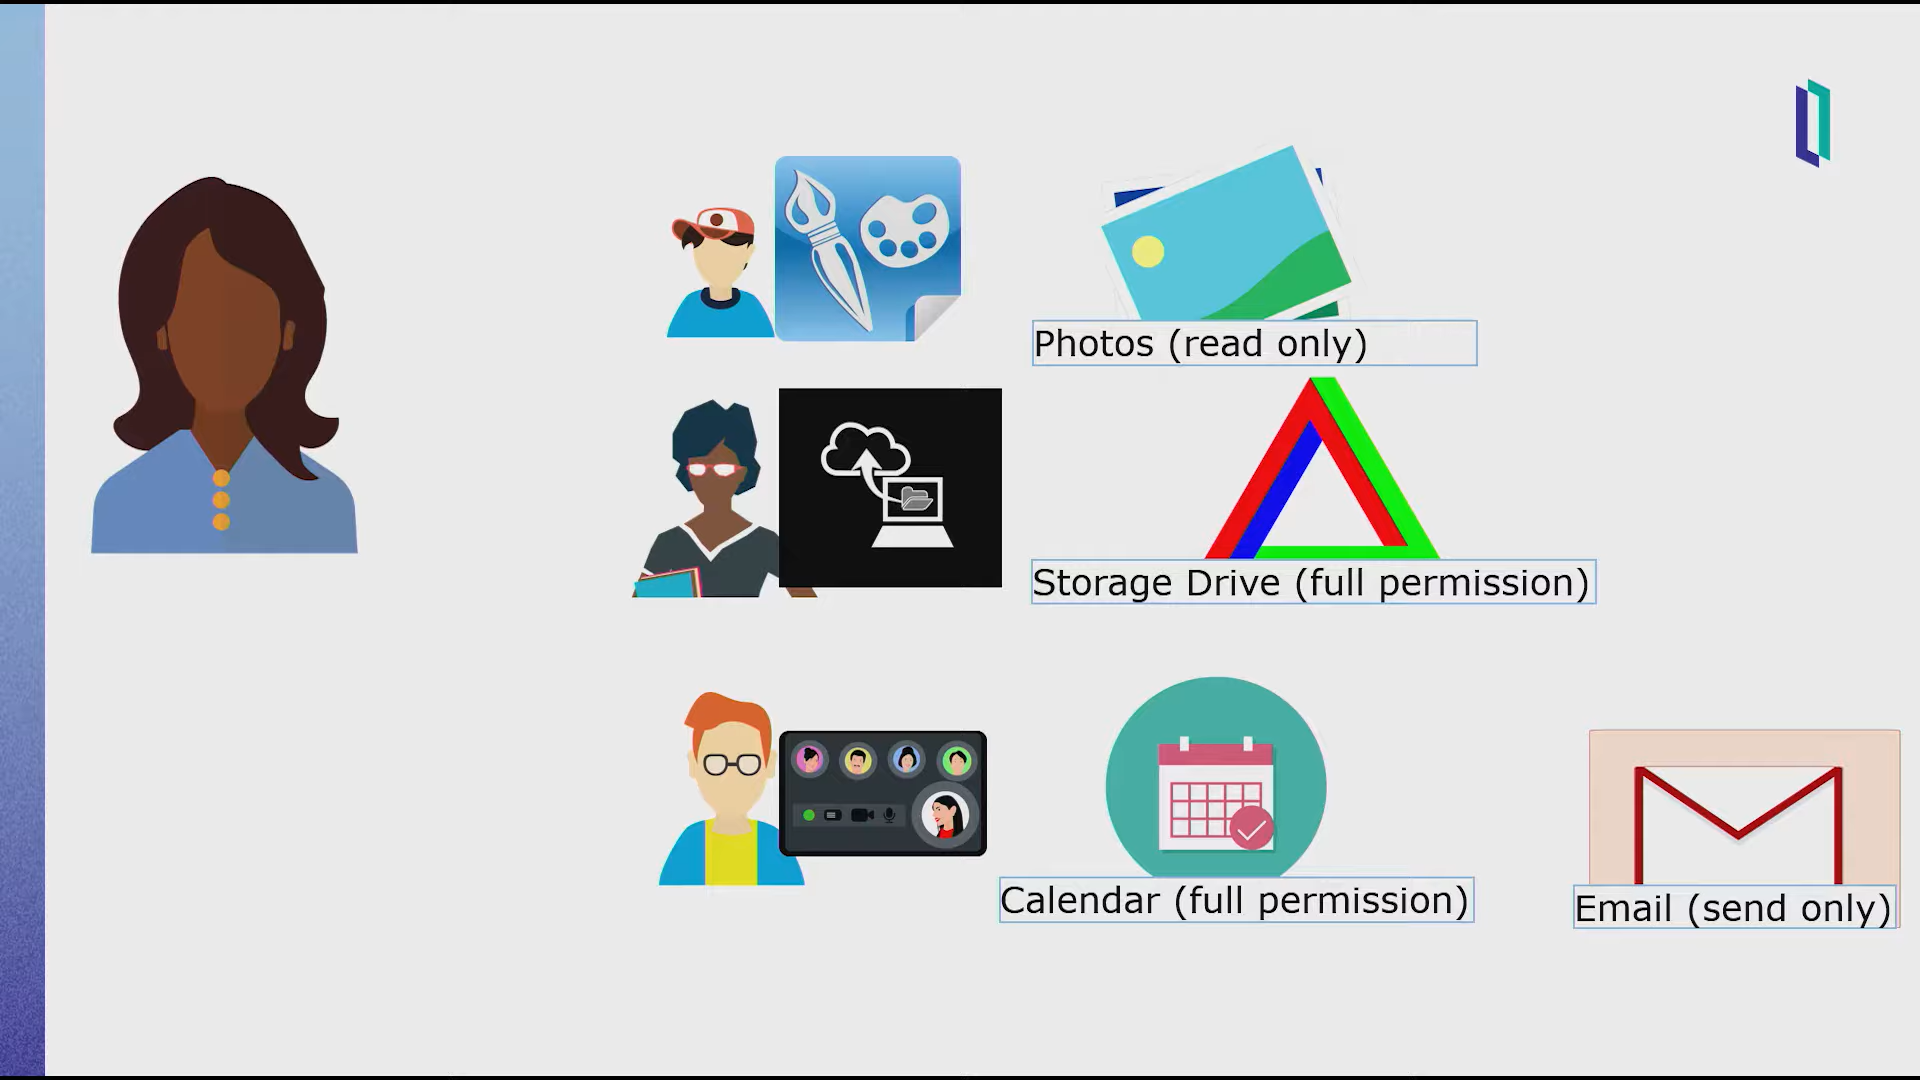 Photos (read only)
Storage Drive (full permission)
Calendar (full permission)
Email (send only)